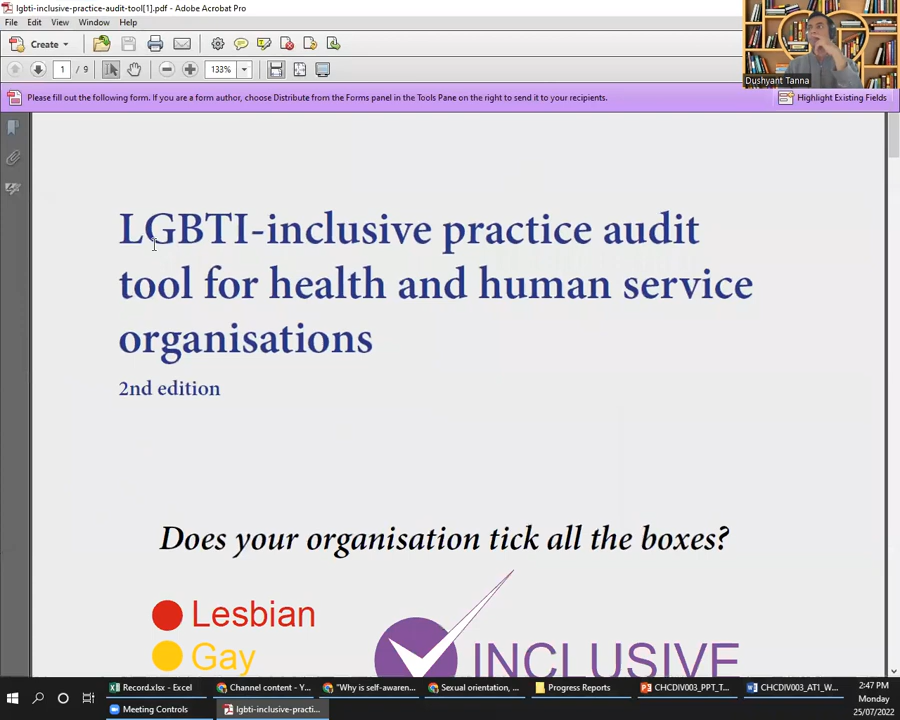 lgbti-inclusive-practice-audit-tool[1].pdf - Adobe Acrobat Pro
File Edit View Window Help
Create
1 / 9 133%
Dushyant Tanna
Please fill out the following form. If you are a form author, choose Distribute from the Forms panel in the Tools Pane on the right to send it to your recipients.
Highlight Existing Fields
LGBTI-inclusive practice audit
tool for health and human service
organisations
2nd edition
Does your organisation tick all the boxes?
Lesbian
Gay
INCLUSIVE
Record.xlsx - Excel
Channel content - Y...
"Why is self-awaren...
Sexual orientation, ...
Progress Reports
CHCDIV003_PPT_T...
CHCDIV003_AT1_W...
2:47 PM
Monday
25/07/2022
Meeting Controls
lgbti-inclusive-practi...